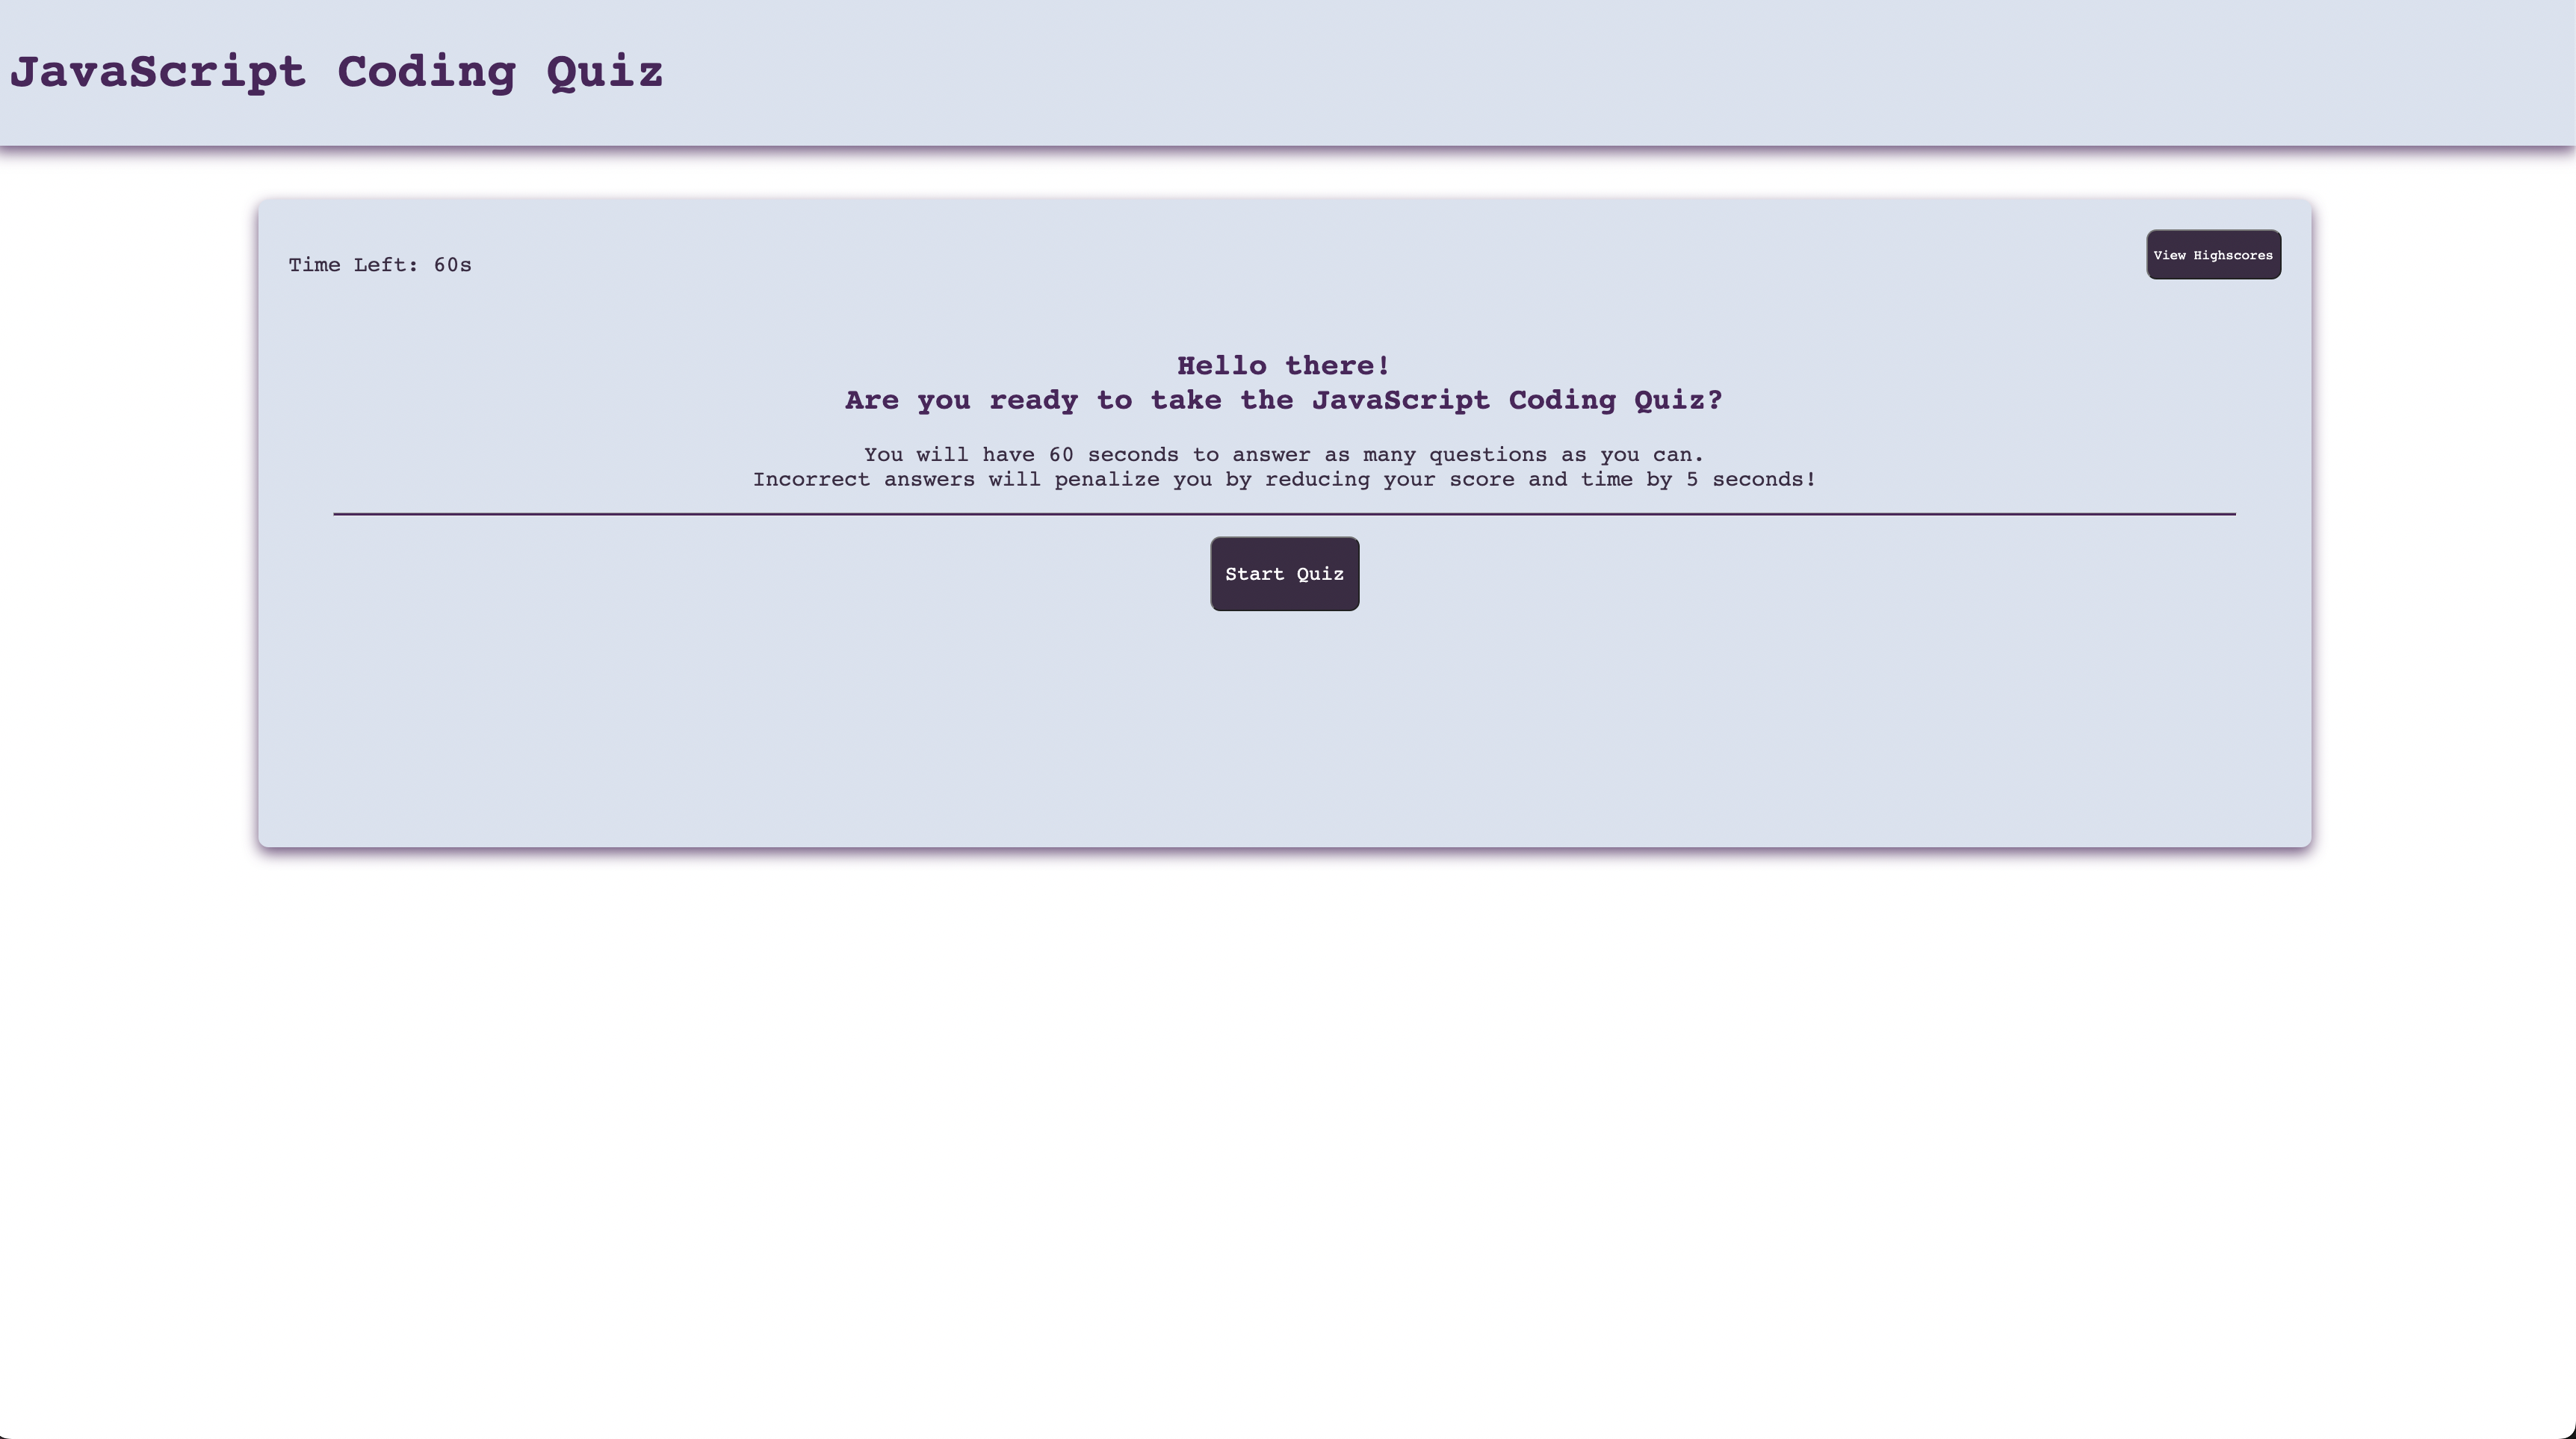 JavaScript Coding Quiz
Time Left: 60s
View Highscores
Hello there!
Are you ready to take the JavaScript Coding Quiz?
You will have 60 seconds to answer as many questions as you can.
Incorrect answers will penalize you by reducing your score and time by 5 seconds!
Start Quiz